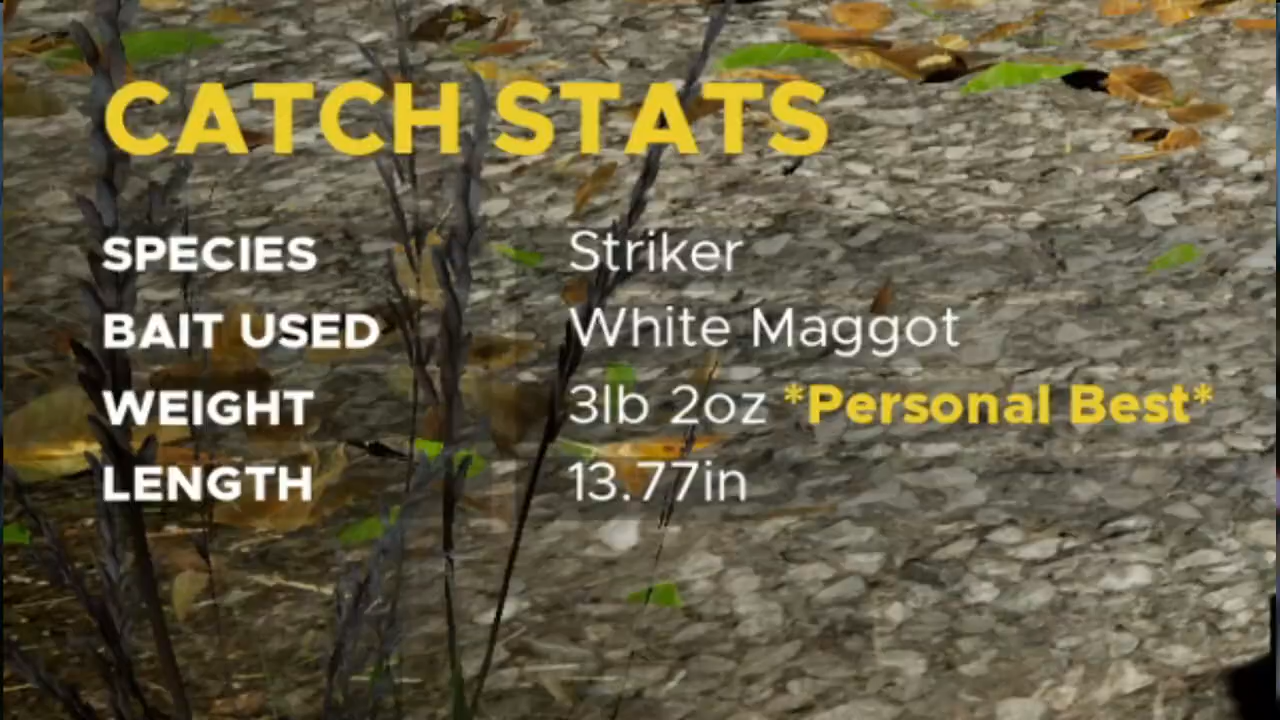 CATCH STATS
SPECIES Striker
BAIT USED White Maggot
WEIGHT 3lb 2oz *Personal Best*
LENGTH 13.77in